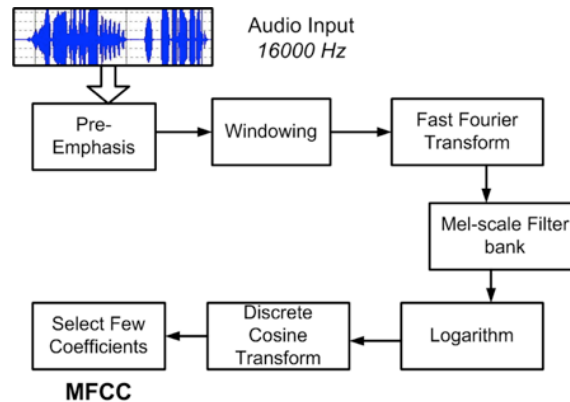 Audio Input
16000 Hz
Pre-
Emphasis
Windowing
Fast Fourier
Transform
Mel-scale Filter
bank
Logarithm
Discrete
Cosine
Transform
Select Few
Coefficients
MFCC